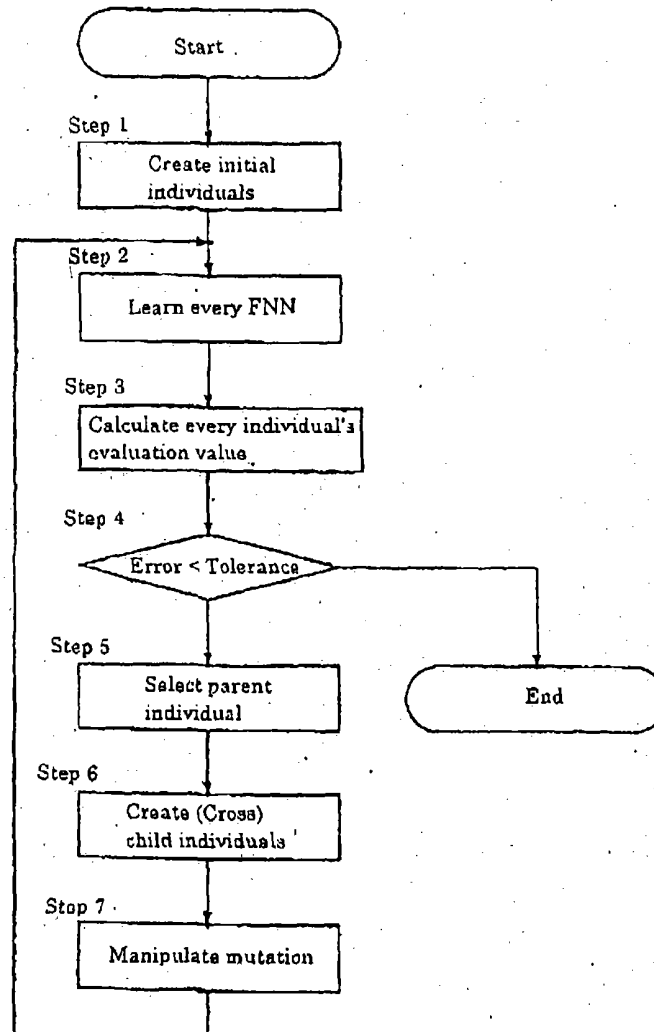 Start
Step 1
Create initial
individuals
Step 2
Learn every FNN
Step 3
Calculate every individual's
evaluation value
Step 4
Error < Tolerance
Step 5
Select parent
individual
End
Step 6
Create (Cross)
child individuals
Step 7
Manipulate mutation